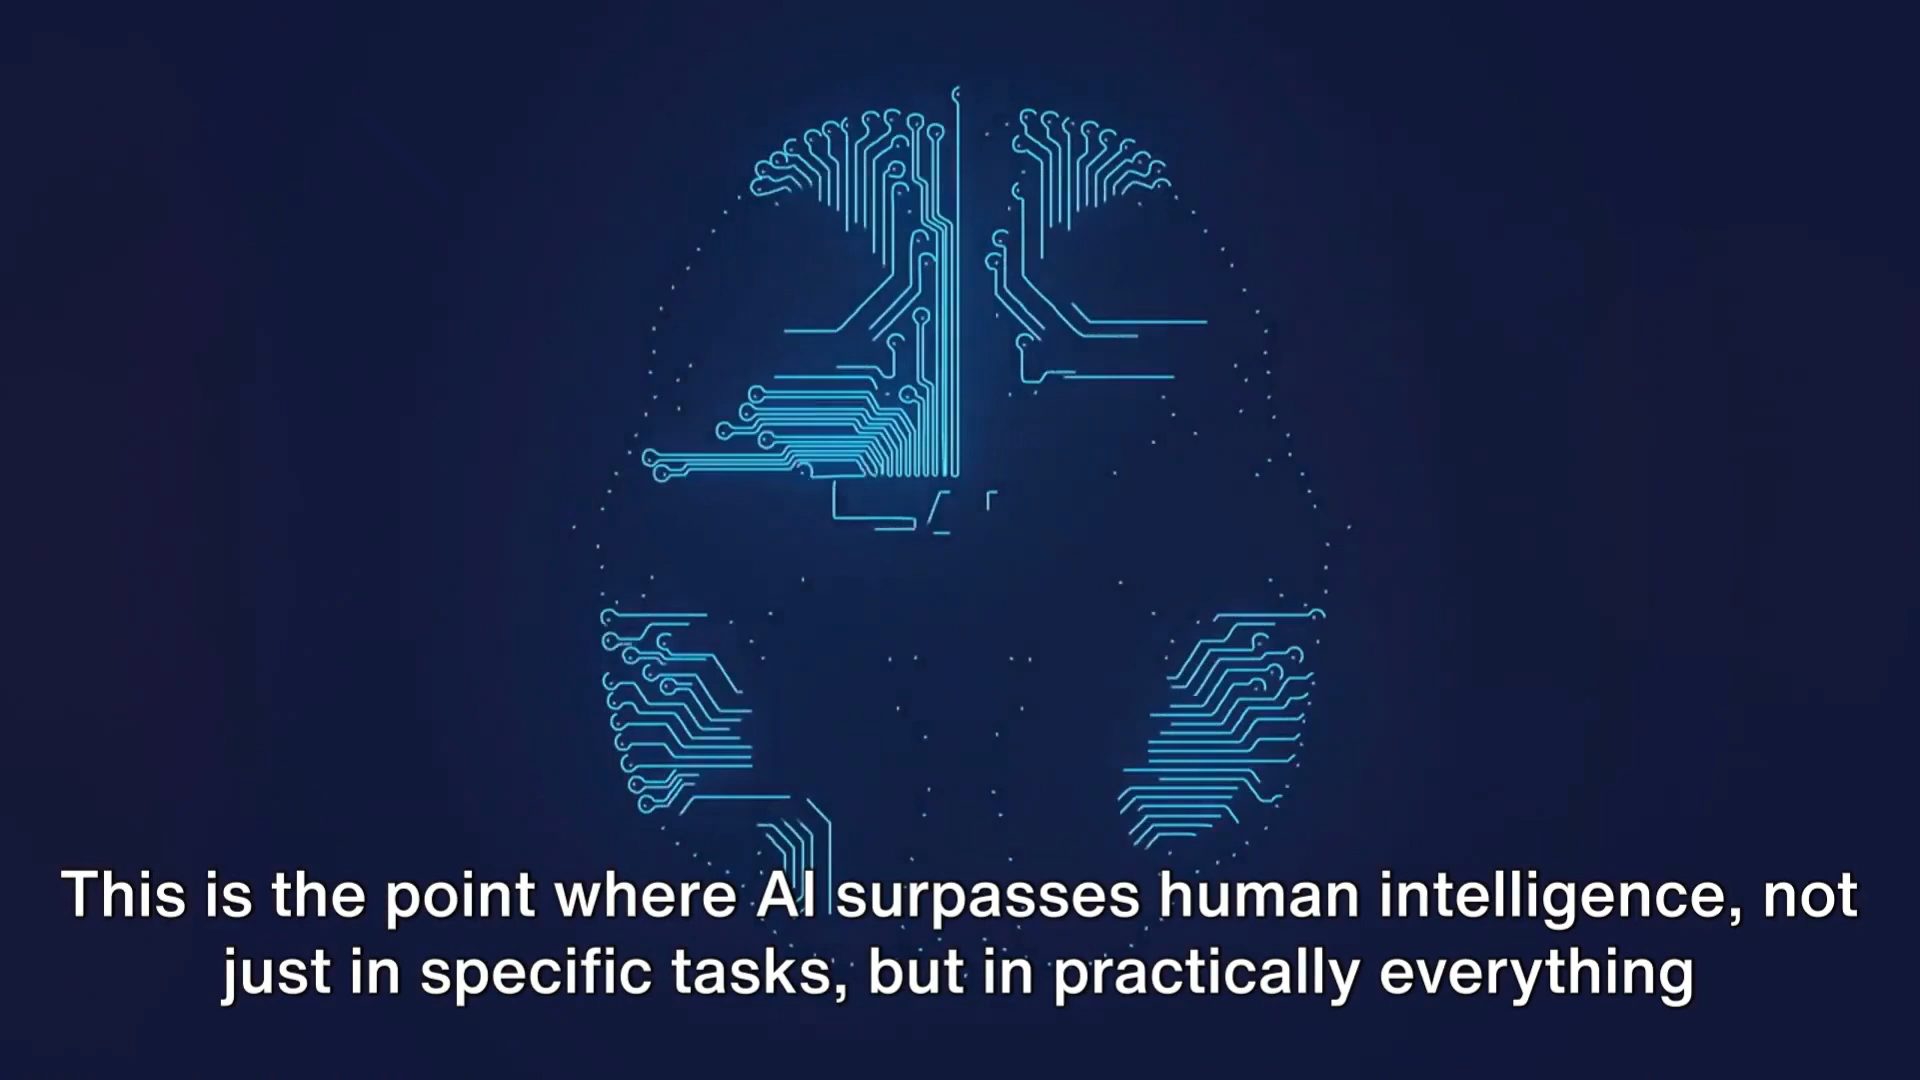 This is the point where AI surpasses human intelligence, not
just in specific tasks, but in practically everything